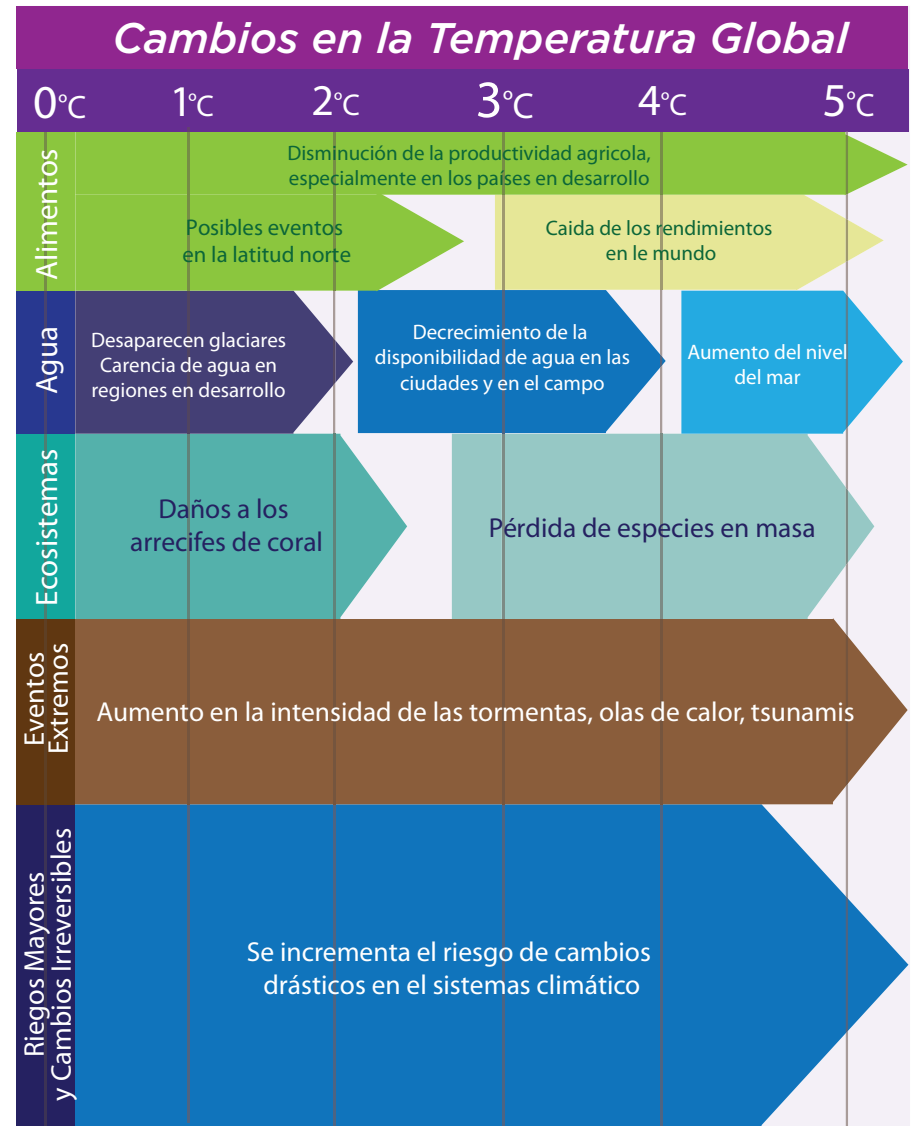 Cambios en la Temperatura Global
0°C 1°C 2°C 3°C 4°C 5°C
Alimentos
Disminución de la productividad agricola,
especialmente en los países en desarrollo
Posibles eventos
en la latitud norte
Caida de los rendimientos
en le mundo
Agua
Desaparecen glaciares
Carencia de agua en
regiones en desarrollo
Decrecimiento de la
disponibilidad de agua en las
ciudades y en el campo
Aumento del nivel
del mar
Ecosistemas
Daños a los
arrecifes de coral
Pérdida de especies en masa
Eventos
Extremos
Aumento en la intensidad de las tormentas, olas de calor, tsunamis
Riegos Mayores
y Cambios Irreversibles
Se incrementa el riesgo de cambios
drásticos en el sistemas climático